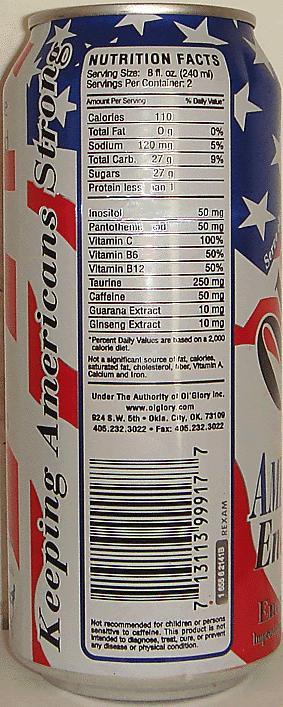 Keeping Americans Strong®
NUTRITION FACTS
Serving Size: 8 fl. oz. (240 ml)
Servings Per Container: 2
Amount Per Serving % Daily Value*
Calories 110
Total Fat 0 g 0%
Sodium 120 mg 5%
Total Carb. 27 g 9%
Sugars 27 g
Protein less than 1
Inositol 50 mg
Pantothenic acid 50 mg
Vitamin C 100%
Vitamin B6 50%
Vitamin B12 50%
Taurine 250 mg
Caffeine 50 mg
Guarana Extract 10 mg
Ginseng Extract 10 mg
*Percent Daily Values are based on a 2,000
calorie diet.
Not a significant source of fat, calories,
saturated fat, cholesterol, fiber, Vitamin A,
Calcium and Iron.
Under The Authority of Ol'Glory Inc.
www.olglory.com
924 S.W. 5th • Okla. City, OK. 73109
405.232.3022 • Fax: 405.232.3022
7 13113 99917 7
REXAM
Not recommended for children or persons
sensitive to caffeine. This product is not
intended to diagnose, treat, cure, or prevent
any disease or physical condition.